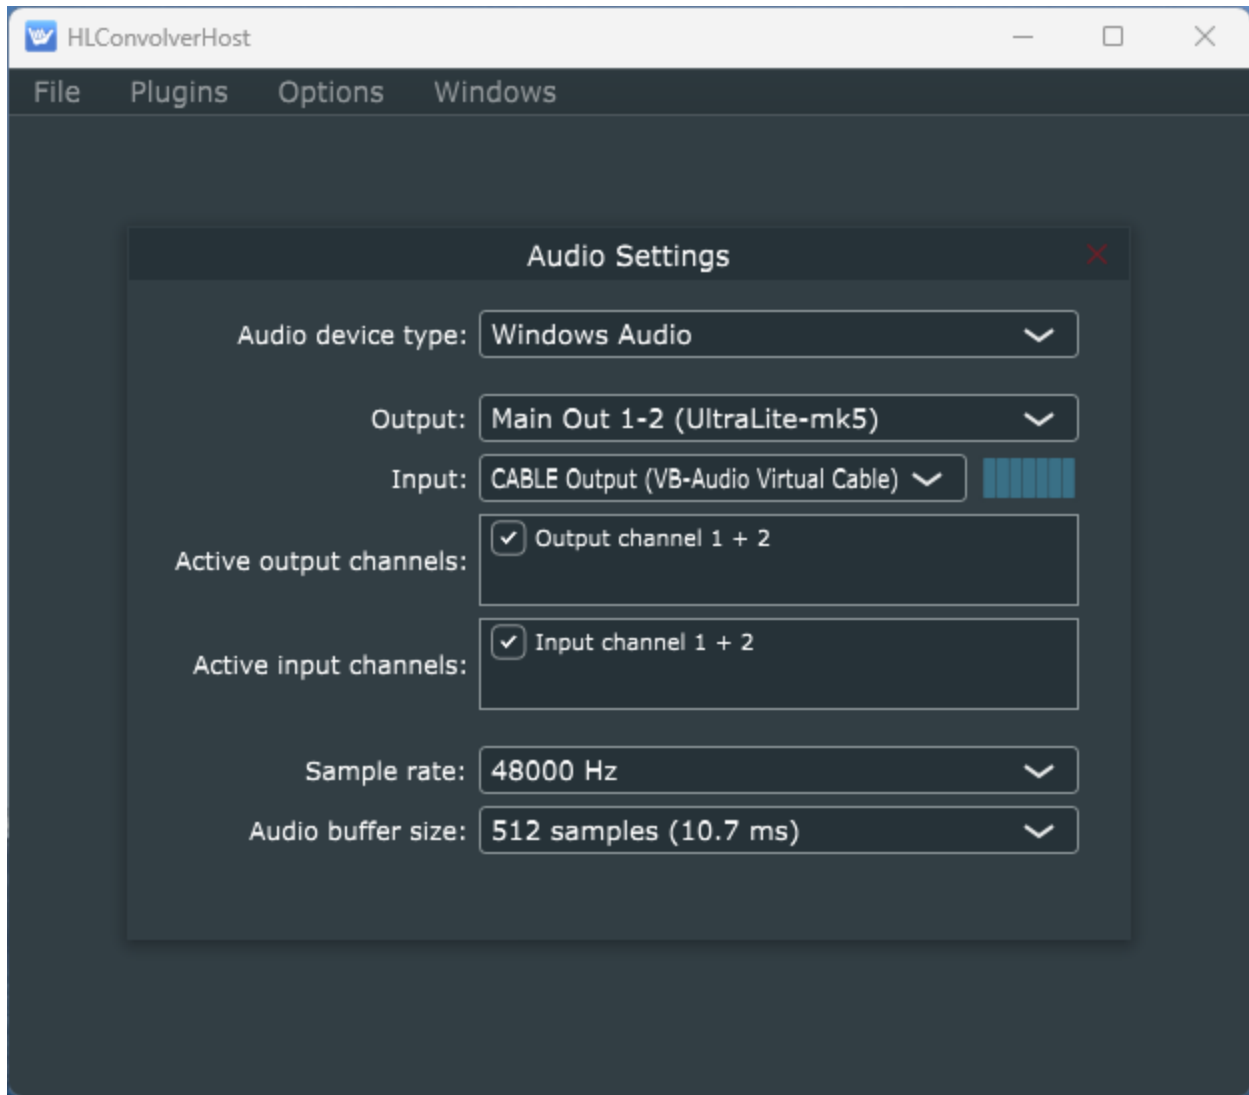 HLConvolverHost
File Plugins Options Windows
Audio Settings
Audio device type: Windows Audio
Output: Main Out 1-2 (UltraLite-mk5)
Input: CABLE Output (VB-Audio Virtual Cable)
Active output channels: Output channel 1 + 2
Active input channels: Input channel 1 + 2
Sample rate: 48000 Hz
Audio buffer size: 512 samples (10.7 ms)